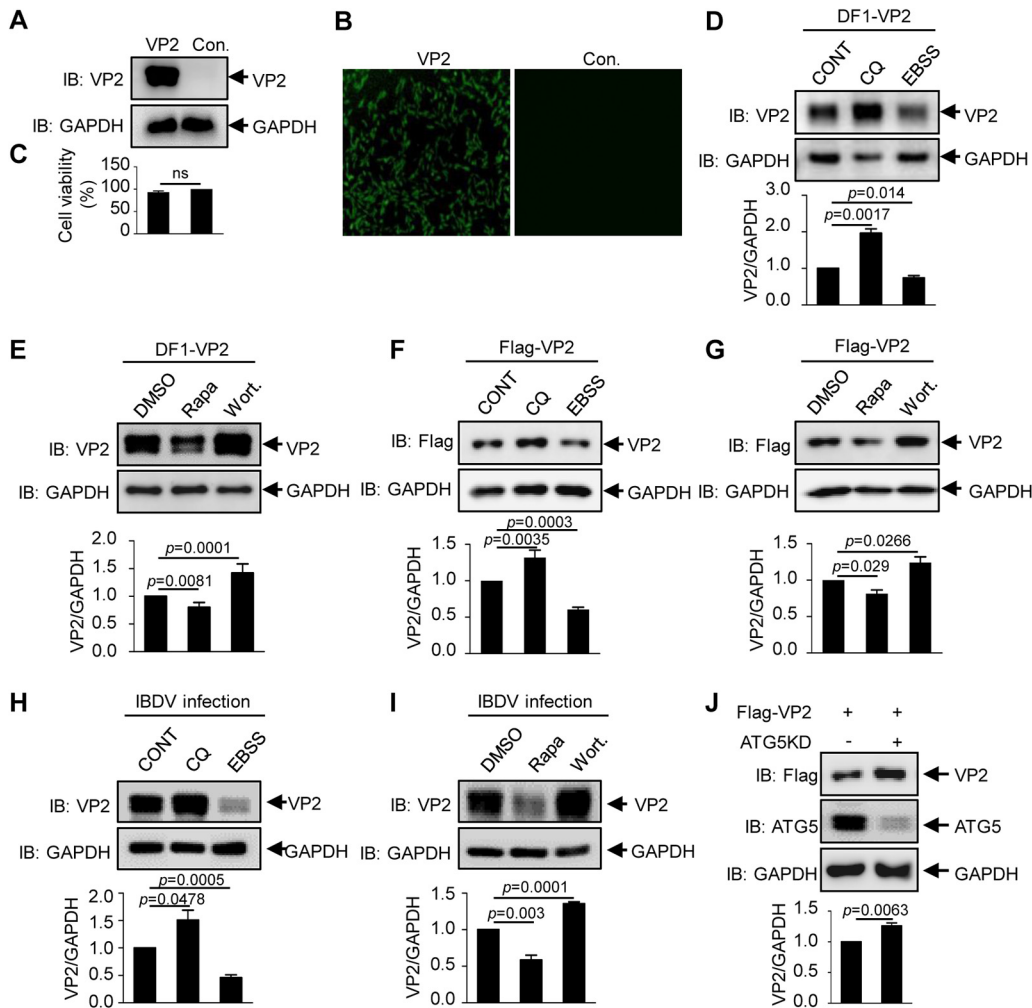 A
VP2 Con.
IB: VP2 VP2
IB: GAPDH GAPDH
B
VP2 Con.
C
Cell viability
(%)
150
100
50
0
ns
D
DF1-VP2
CONT CQ EBSS
IB: VP2 VP2
IB: GAPDH GAPDH
VP2/GAPDH
3.0
2.0
1.0
0.0
p=0.014
p=0.0017
E
DF1-VP2
DMSO Rapa Wort.
IB: VP2 VP2
IB: GAPDH GAPDH
VP2/GAPDH
2.0
1.5
1.0
0.5
0.0
p=0.0001
p=0.0081
F
Flag-VP2
CONT CQ EBSS
IB: Flag VP2
IB: GAPDH GAPDH
VP2/GAPDH
1.5
1.0
0.5
0.0
p=0.0003
p=0.0035
G
Flag-VP2
DMSO Rapa Wort.
IB: Flag VP2
IB: GAPDH GAPDH
VP2/GAPDH
1.5
1.0
0.5
0.0
p=0.0266
p=0.029
H
IBDV infection
CONT CQ EBSS
IB: VP2 VP2
IB: GAPDH GAPDH
VP2/GAPDH
2.0
1.5
1.0
0.5
0.0
p=0.0005
p=0.0478
I
IBDV infection
DMSO Rapa Wort.
IB: VP2 VP2
IB: GAPDH GAPDH
VP2/GAPDH
1.5
1.0
0.5
0.0
p=0.0001
p=0.003
J
Flag-VP2 + +
ATG5KD - +
IB: Flag VP2
IB: ATG5 ATG5
IB: GAPDH GAPDH
VP2/GAPDH
1.5
1.0
0.5
0.0
p=0.0063